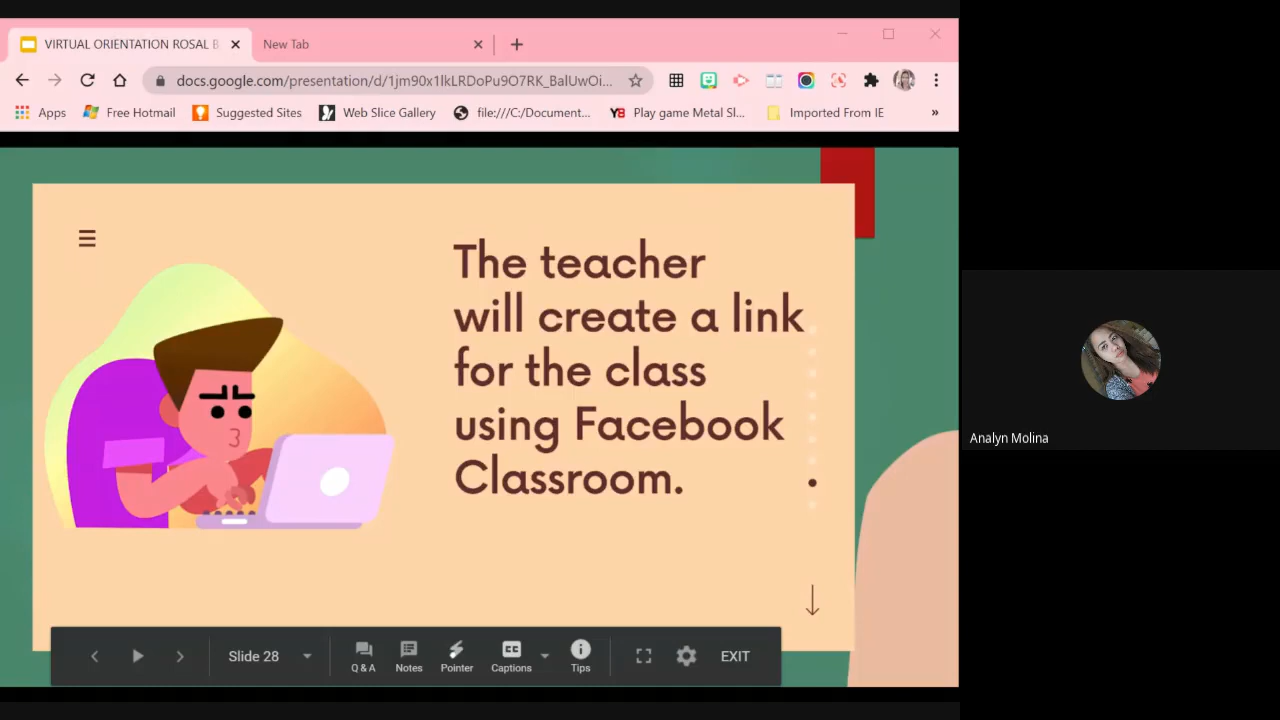 VIRTUAL ORIENTATION ROSAL B
New Tab
docs.google.com/presentation/d/1jm90x1lkLRDoPu9O7RK_BalUwOi...
Apps
Free Hotmail
Suggested Sites
Web Slice Gallery
file:///C:/Document...
Y8
Play game Metal Sl...
Imported From IE
»
The teacher
will create a link
for the class
using Facebook
Classroom.
Analyn Molina
Slide 28
Q & A
Notes
Pointer
CC
Captions
Tips
EXIT